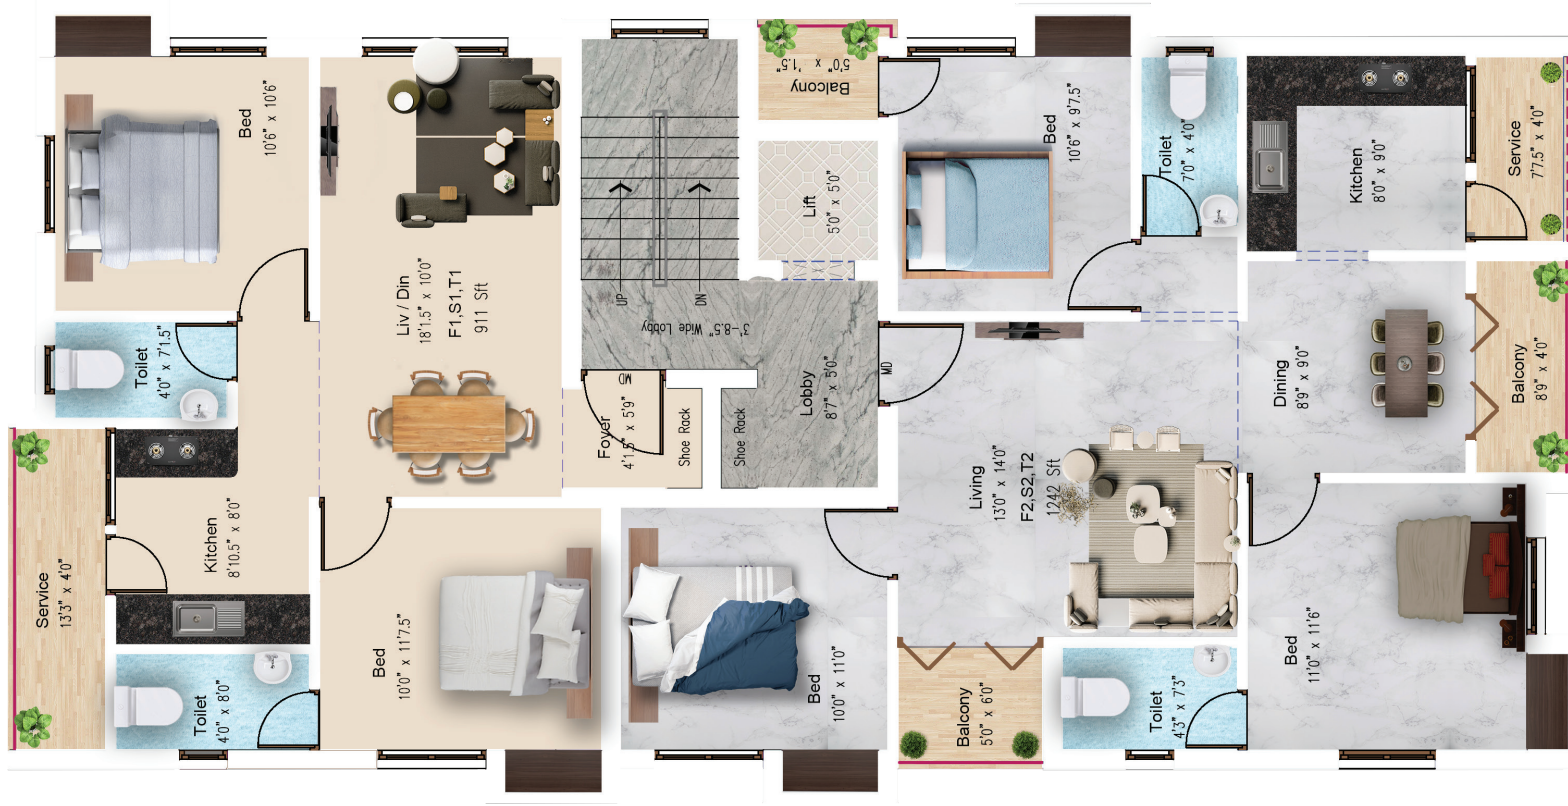 Bed
10'6" x 10'6"
Liv / Din
18'1.5" x 10'0"
F1,S1,T1
911 Sft
Toilet
4'0" x 7'1.5"
Service
13'3" x 4'0"
Kitchen
8'10.5" x 8'0"
Toilet
4'0" x 8'0"
Bed
10'0" x 11'7.5"
Foyer
4'1.5" x 5'9"
MD
Shoe Rack
Shoe Rack
UP
DN
3'-8.5" Wide Lobby
Lobby
8'7" x 5'0"
Lift
5'0" x 5'0"
Balcony
5'0" x '1.5"
Bed
10'6" x 9'7.5"
Toilet
7'0" x 4'0"
Kitchen
8'0" x 9'0"
Service
7'7.5" x 4'0"
MD
Living
13'0" x 14'0"
F2,S2,T2
1242 Sft
Dining
8'9" x 9'0"
Balcony
8'9" x 4'0"
Bed
10'0" x 11'0"
Balcony
5'0" x 6'0"
Toilet
4'3" x 7'3"
Bed
11'0" x 11'6"